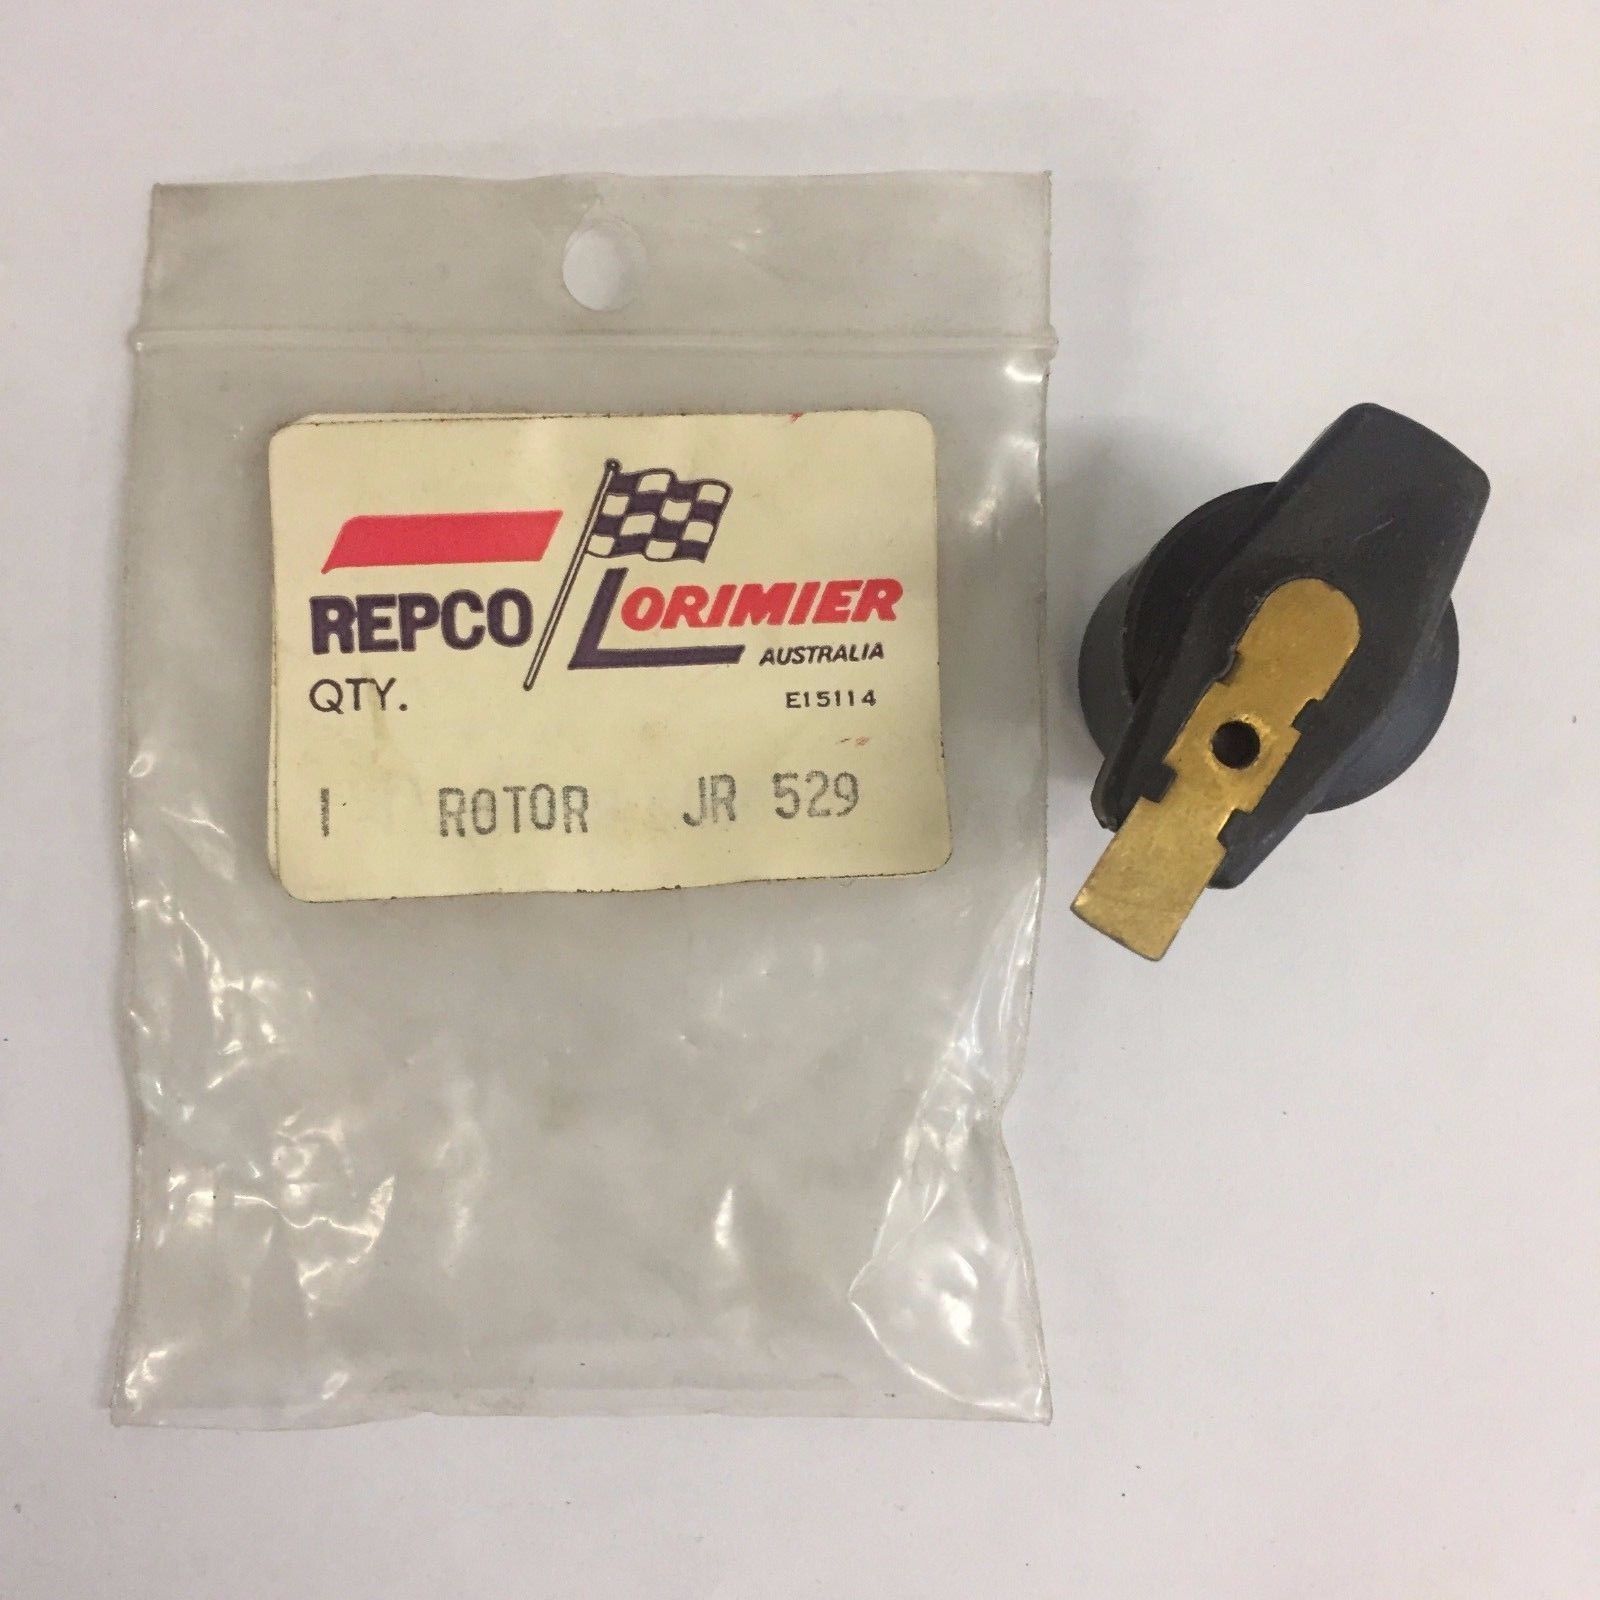 REPCO LORIMIER
AUSTRALIA
QTY. E15114
1 ROTOR JR 529